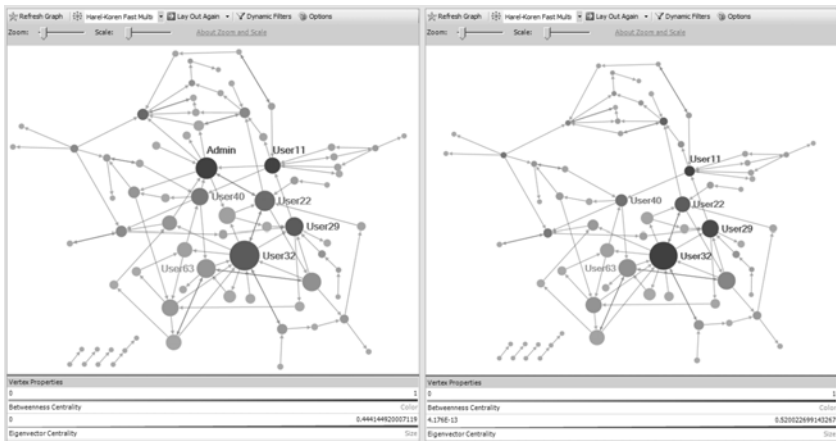 Refresh Graph Harel-Koren Fast Multi Lay Out Again Dynamic Filters Options
Zoom: Scale: About Zoom and Scale
Admin
User11
User40
User22
User29
User32
User63
Vertex Properties
0 1
Betweenness Centrality Color
0 0.444144920007119
Eigenvector Centrality Size
Refresh Graph Harel-Koren Fast Multi Lay Out Again Dynamic Filters Options
Zoom: Scale: About Zoom and Scale
User11
User40
User22
User29
User32
User63
Vertex Properties
0 1
Betweenness Centrality Color
4.176E-13 0.520022699143267
Eigenvector Centrality Size